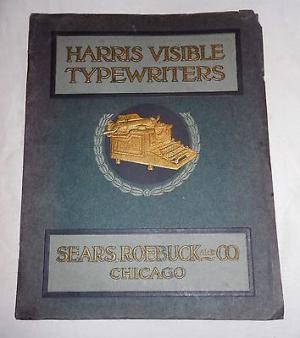 HARRIS VISIBLE
TYPEWRITERS
SEARS, ROEBUCK AND CO.
CHICAGO